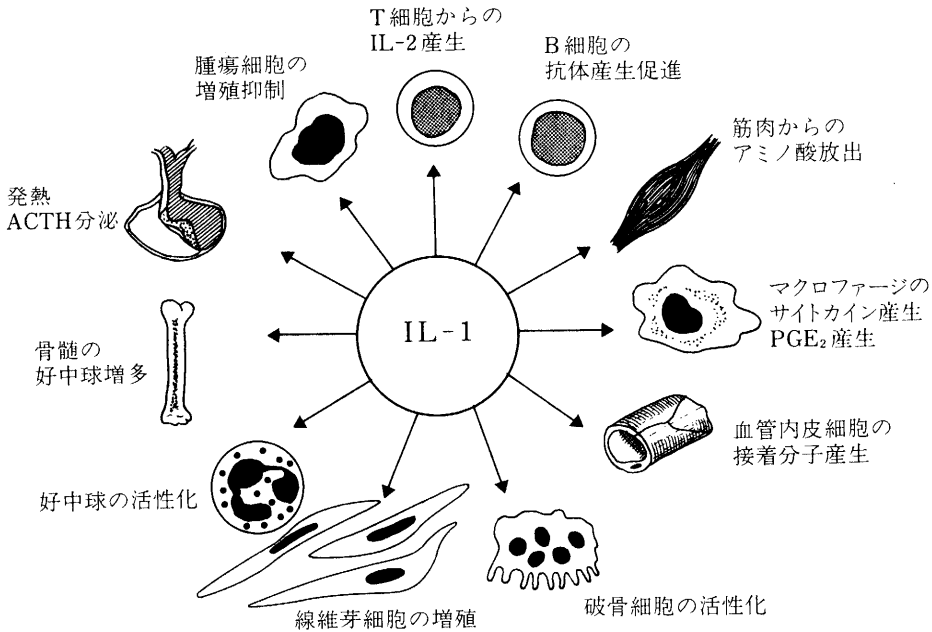 T細胞からの
IL-2産生
B細胞の
抗体産生促進
腫瘍細胞の
増殖抑制
筋肉からの
アミノ酸放出
発熱
ACTH分泌
マクロファージの
サイトカイン産生
PGE₂産生
IL-1
骨髄の
好中球増多
血管内皮細胞の
接着分子産生
好中球の活性化
線維芽細胞の増殖
破骨細胞の活性化